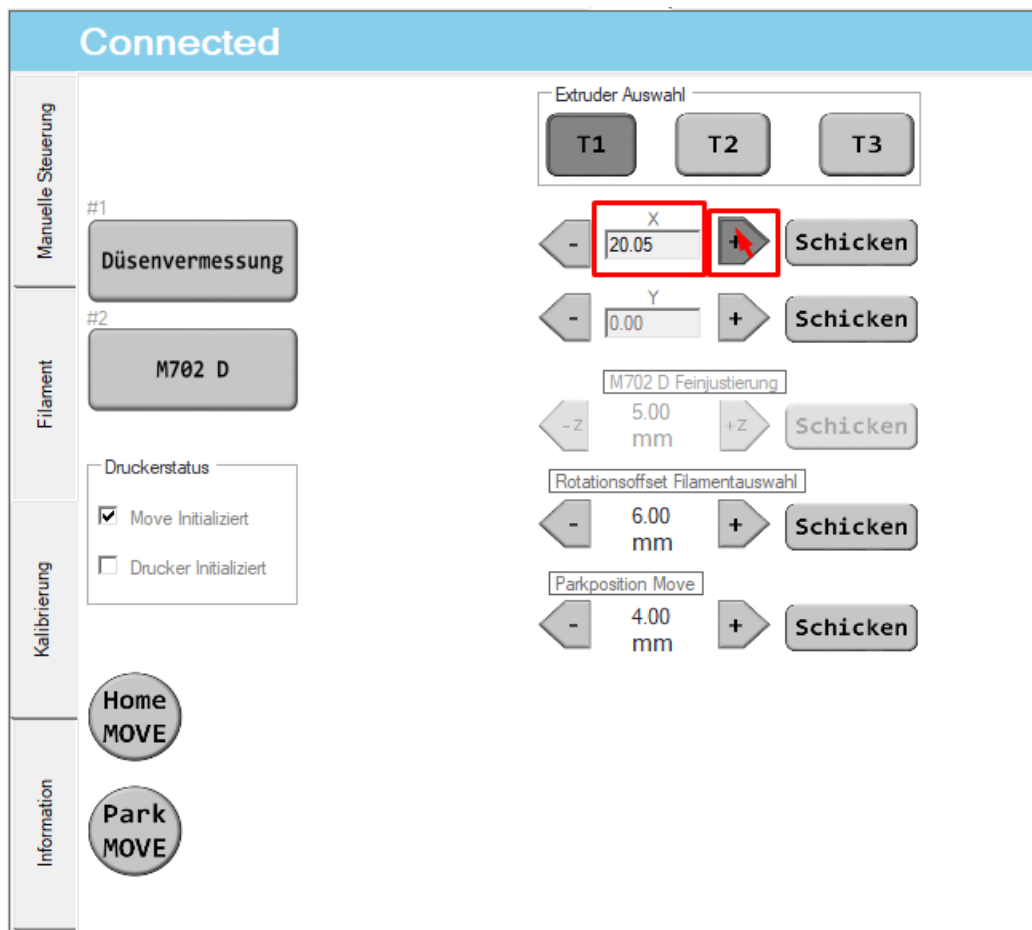 Connected
Manuelle Steuerung
Filament
Kalibrierung
Information
#1
Düsenvermessung
#2
M702 D
Druckerstatus
Move Initializiert
Drucker Initializiert
Home
MOVE
Park
MOVE
Extruder Auswahl
T1 T2 T3
X
- 20.05 + Schicken
Y
- 0.00 + Schicken
M702 D Feinjustierung
-Z 5.00 mm +Z Schicken
Rotationsoffset Filamentauswahl
- 6.00 mm + Schicken
Parkposition Move
- 4.00 mm + Schicken